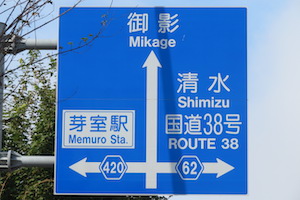 御影
Mikage
清水
Shimizu
国道38号
ROUTE 38
芽室駅
Memuro Sta.
420
62